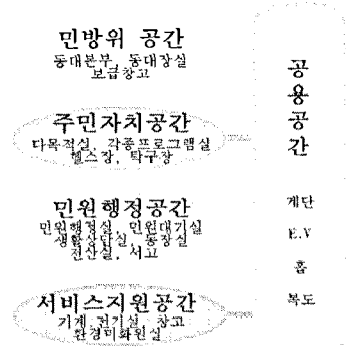 민방위 공간
동대본부, 동대장실
보급창고
주민자치공간
다목적실, 각종프로그램실
헬스장, 탁구장
민원행정공간
민원행정실, 민원대기실
생활상담실, 동장실
전산실, 서고
서비스지원공간
기계 전기실, 창고
환경미화원실
공용공간
계단
E.V
홀
복도